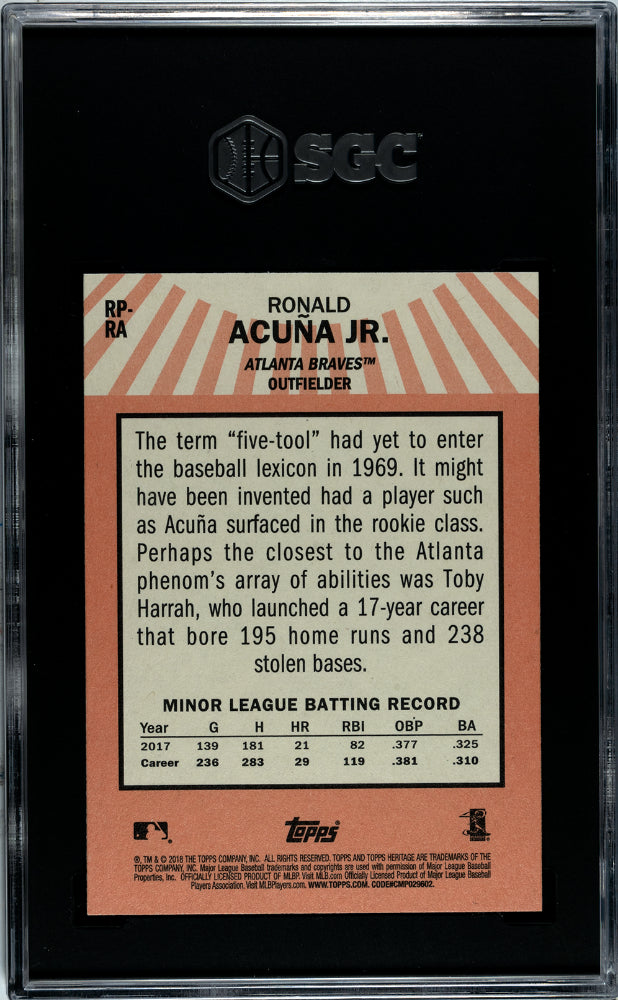 SGC
RP-
RA
RONALD
ACUÑA JR.
ATLANTA BRAVES™
OUTFIELDER
The term “five-tool” had yet to enter
the baseball lexicon in 1969. It might
have been invented had a player such
as Acuña surfaced in the rookie class.
Perhaps the closest to the Atlanta
phenom’s array of abilities was Toby
Harrah, who launched a 17-year career
that bore 195 home runs and 238
stolen bases.
MINOR LEAGUE BATTING RECORD
Year G H HR RBI OBP BA
2017 139 181 21 82 .377 .325
Career 236 283 29 119 .381 .310
topps®
®, TM & © 2018 THE TOPPS COMPANY, INC. ALL RIGHTS RESERVED. TOPPS AND TOPPS HERITAGE ARE TRADEMARKS OF THE
TOPPS COMPANY, INC. Major League Baseball trademarks and copyrights are used with permission of Major League Baseball
Properties, Inc. OFFICIALLY LICENSED PRODUCT OF MLBP. Visit MLB.com Officially Licensed Product of Major League Baseball
Players Association. Visit MLBPlayers.com. WWW.TOPPS.COM. CODE#CMP029602.